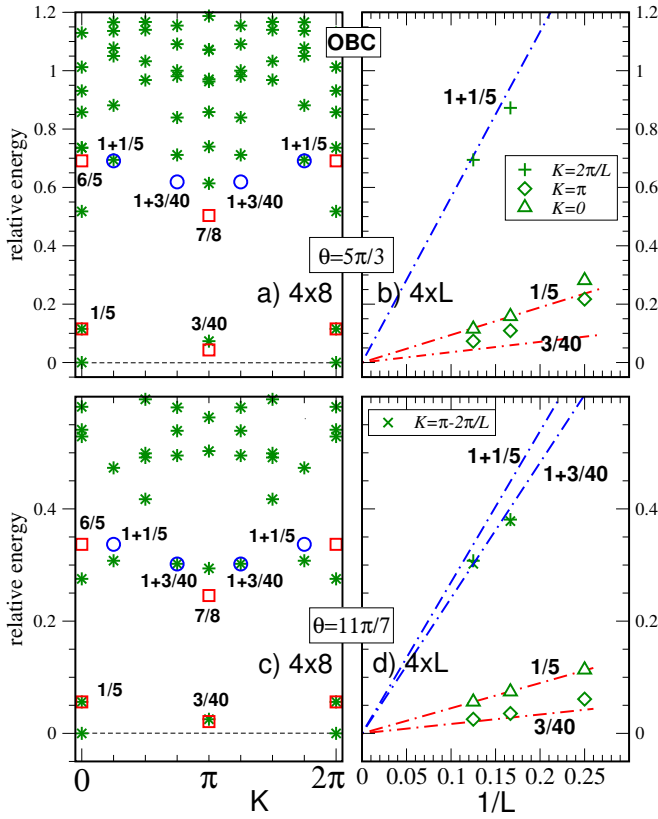 OBC
relative energy
1.2
1
0.8
0.6
0.4
0.2
0
1+1/5
1+1/5
6/5
1+3/40
1+3/40
7/8
1/5
3/40
a) 4x8
θ=5π/3
1+1/5
K=2π/L
K=π
K=0
1/5
3/40
b) 4xL
1.2
1
0.8
0.6
0.4
0.2
0
relative energy
0.4
0.2
0
6/5
1+1/5
1+1/5
1+3/40
1+3/40
7/8
1/5
3/40
c) 4x8
θ=11π/7
K=π-2π/L
1+1/5
1+3/40
d) 4xL
1/5
3/40
0.4
0.2
0
0
π
2π
K
0
0.05
0.1
0.15
0.2
0.25
1/L